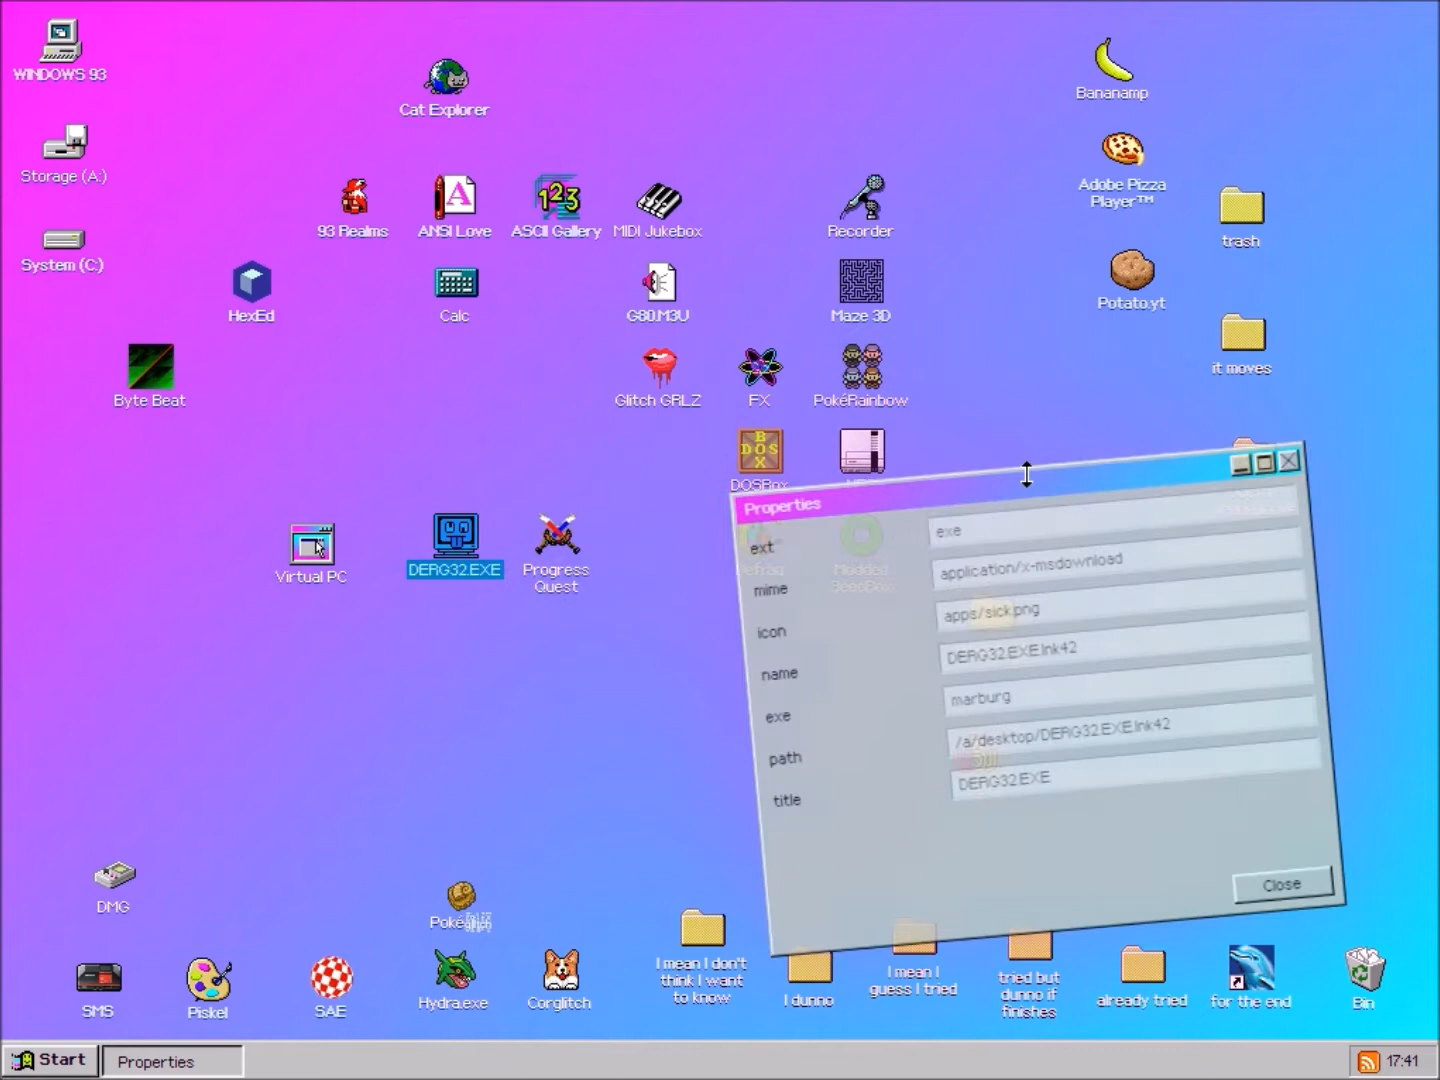 WINDOWS 93
Cat Explorer
Bananamp
Storage (A:)
Adobe Pizza
Player™
trash
93 Realms
ANSI Love
ASCII Gallery
MIDI Jukebox
Recorder
System (C:)
HexEd
Calc
G80.M3U
Maze 3D
Potato.yt
it moves
Byte Beat
Glitch GRLZ
FX
PokéRainbow
BOX
DOS
DOSBox
Virtual PC
DERG32.EXE
Progress
Quest
Properties
ext
exe
mime
application/x-msdownload
icon
apps/sick.png
name
DERG32.EXE.lnk42
exe
marburg
path
/a/desktop/DERG32.EXE.lnk42
title
DERG32.EXE
Close
DMG
SMS
Piskel
SAE
Hydra.exe
Corglitch
I mean I don't
think I want
to know
I dunno
I mean I
guess I tried
tried but
dunno if
finishes
already tried
for the end
Bin
Start
Properties
17:41